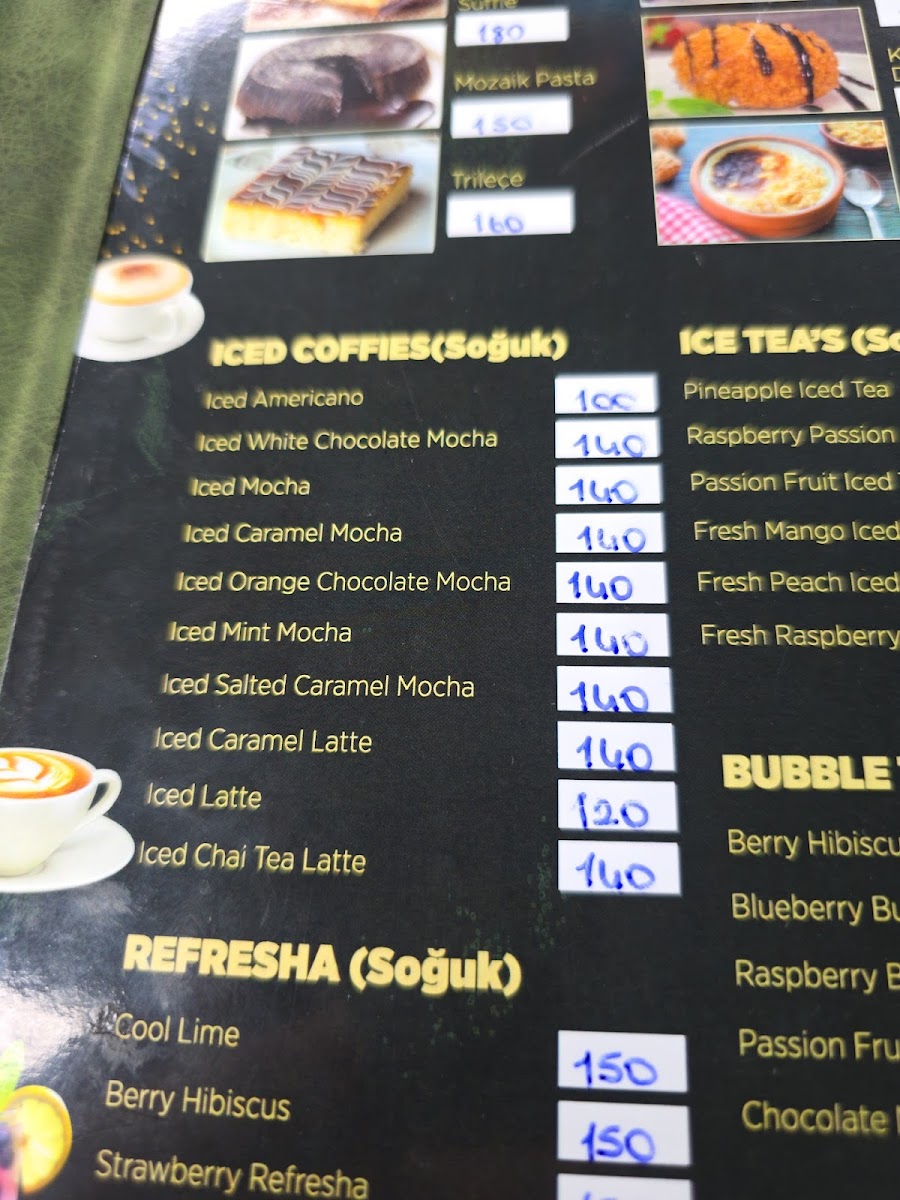 Sufle
180
Mozaik Pasta
150
Trileçe
160
ICED COFFIES(Soğuk)
Iced Americano 100
Iced White Chocolate Mocha 140
Iced Mocha 140
Iced Caramel Mocha 140
Iced Orange Chocolate Mocha 140
Iced Mint Mocha 140
Iced Salted Caramel Mocha 140
Iced Caramel Latte 140
Iced Latte 120
Iced Chai Tea Latte 140
REFRESHA (Soğuk)
Cool Lime 150
Berry Hibiscus 150
Strawberry Refresha
ICE TEA'S
Pineapple Iced Tea
Raspberry Passion
Passion Fruit Iced
Fresh Mango Iced
Fresh Peach Iced
Fresh Raspberry
BUBBLE
Berry
Blueberry
Raspberry
Passion
Chocolate